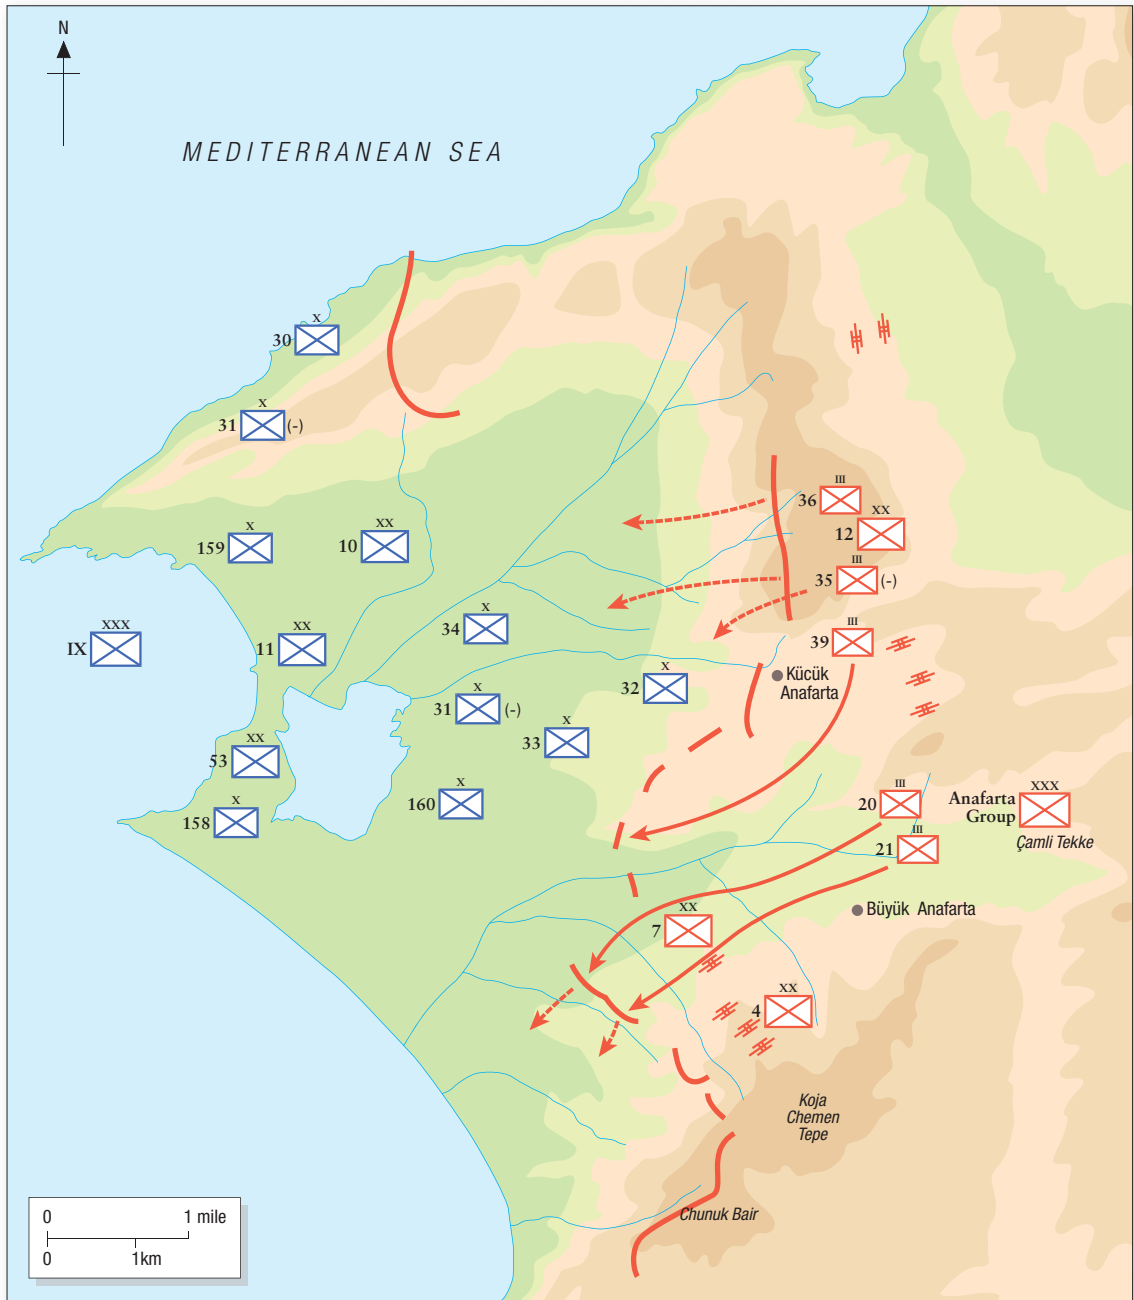 N
MEDITERRANEAN SEA
X
30
X
31 (-)
III
36
XX
12
X
159
XX
10
III
35 (-)
X
34
III
39
XXX
IX
XX
11
X
32
Kücük
Anafarta
X
31 (-)
X
33
XX
53
X
160
X
158
III
20
XXX
Anafarta
Group
Çamli Tekke
III
21
Büyük Anafarta
XX
7
XX
4
Koja
Chemen
Tepe
Chunuk Bair
0 1 mile
0 1km